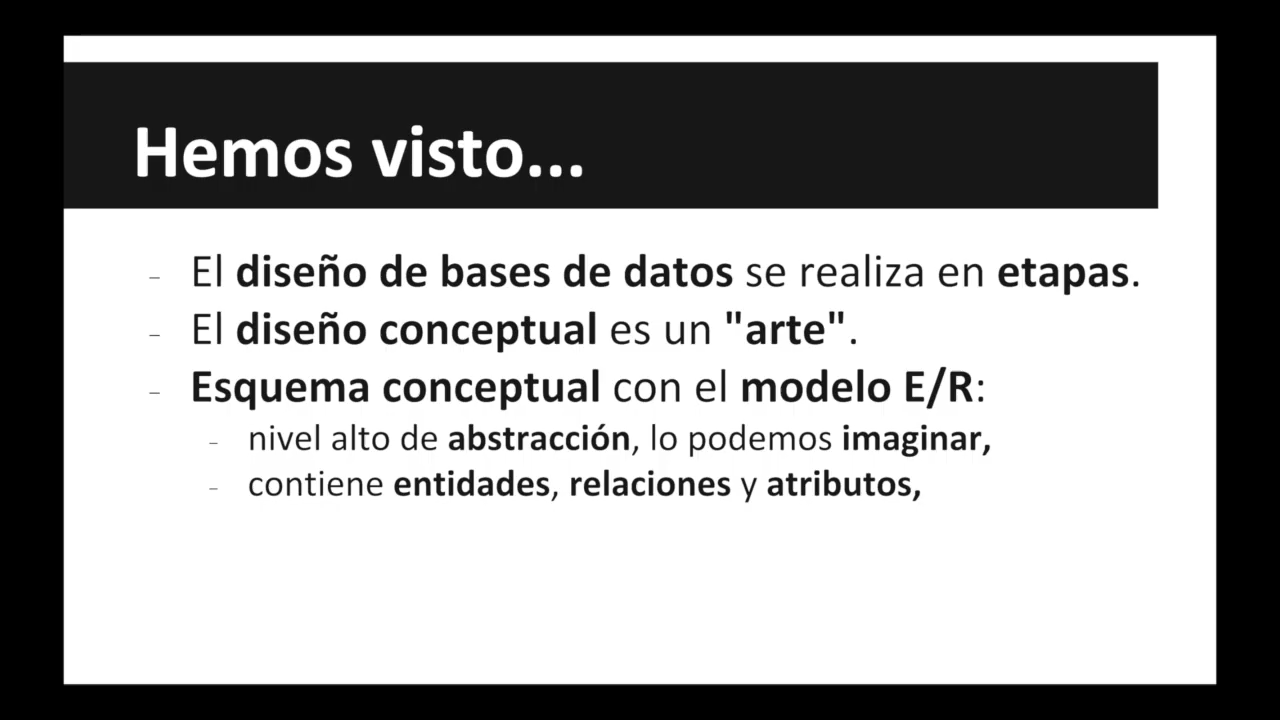 Hemos visto...
- El diseño de bases de datos se realiza en etapas.
- El diseño conceptual es un "arte".
- Esquema conceptual con el modelo E/R:
- nivel alto de abstracción, lo podemos imaginar,
- contiene entidades, relaciones y atributos,